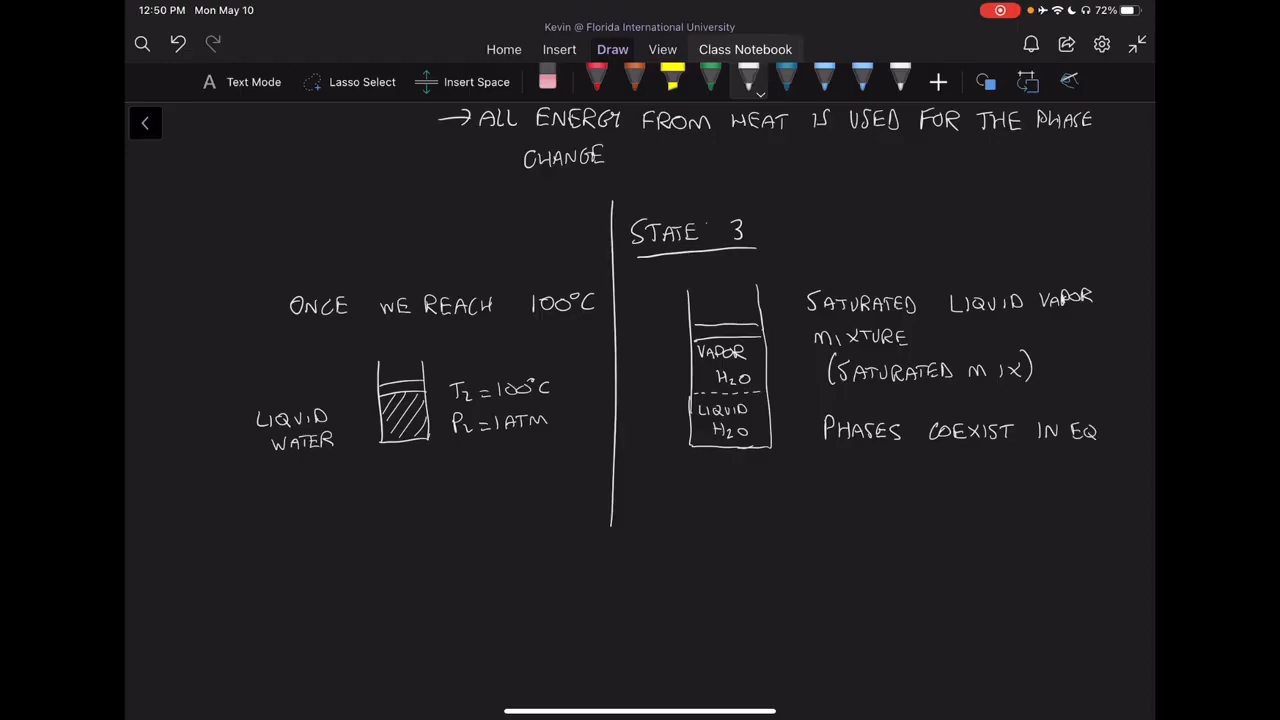 12:50 PM Mon May 10
72%
Kevin @ Florida International University
Home Insert Draw View Class Notebook
Text Mode Lasso Select Insert Space
→ ALL ENERGY FROM HEAT IS USED FOR THE PHASE
CHANGE
STATE 3
ONCE WE REACH 100°C
LIQUID
WATER
T2 = 100°C
P2 = 1 ATM
VAPOR
H2O
LIQUID
H2O
SATURATED LIQUID VAPOR
MIXTURE
(SATURATED MIX)
PHASES COEXIST IN EQ